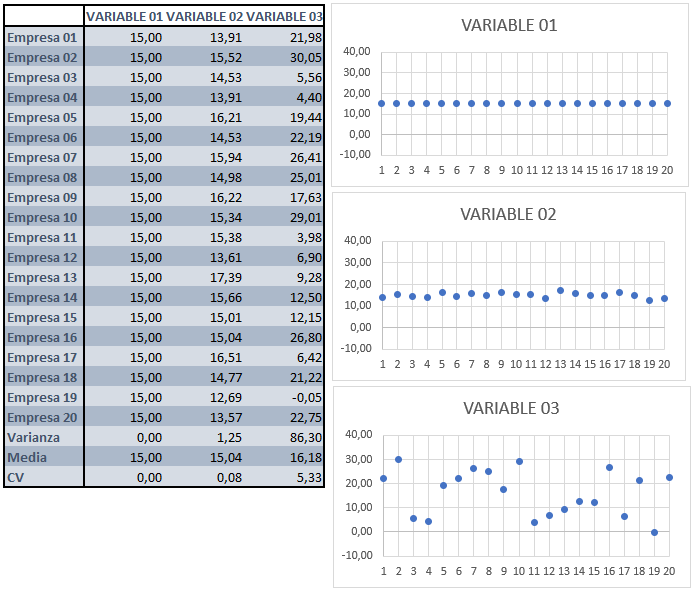 VARIABLE 01 VARIABLE 02 VARIABLE 03
Empresa 01 15,00 13,91 21,98
Empresa 02 15,00 15,52 30,05
Empresa 03 15,00 14,53 5,56
Empresa 04 15,00 13,91 4,40
Empresa 05 15,00 16,21 19,44
Empresa 06 15,00 14,53 22,19
Empresa 07 15,00 15,94 26,41
Empresa 08 15,00 14,98 25,01
Empresa 09 15,00 16,22 17,63
Empresa 10 15,00 15,34 29,01
Empresa 11 15,00 15,38 3,98
Empresa 12 15,00 13,61 6,90
Empresa 13 15,00 17,39 9,28
Empresa 14 15,00 15,66 12,50
Empresa 15 15,00 15,01 12,15
Empresa 16 15,00 15,04 26,80
Empresa 17 15,00 16,51 6,42
Empresa 18 15,00 14,77 21,22
Empresa 19 15,00 12,69 -0,05
Empresa 20 15,00 13,57 22,75
Varianza 0,00 1,25 86,30
Media 15,00 15,04 16,18
CV 0,00 0,08 5,33
VARIABLE 01
40,00
30,00
20,00
10,00
0,00
-10,00
1 2 3 4 5 6 7 8 9 10 11 12 13 14 15 16 17 18 19 20
VARIABLE 02
40,00
30,00
20,00
10,00
0,00
-10,00
1 2 3 4 5 6 7 8 9 10 11 12 13 14 15 16 17 18 19 20
VARIABLE 03
40,00
30,00
20,00
10,00
0,00
-10,00
1 2 3 4 5 6 7 8 9 10 11 12 13 14 15 16 17 18 19 20